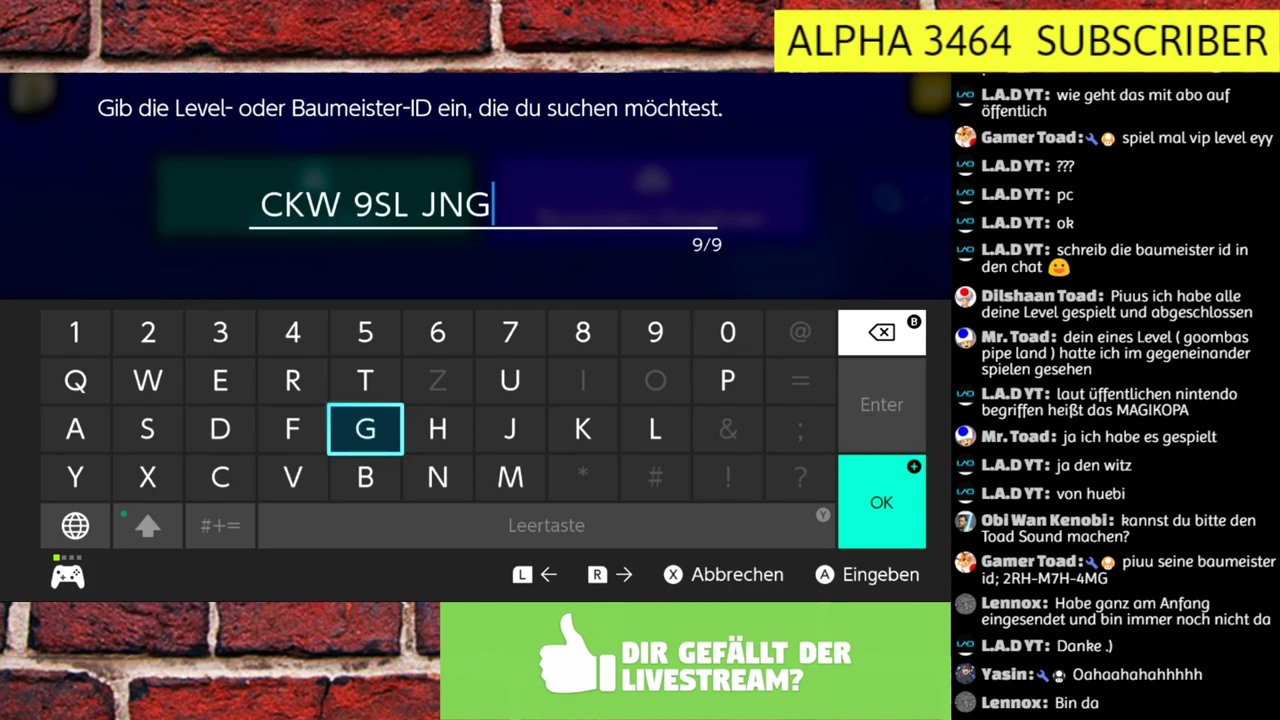 ALPHA 3464 SUBSCRIBER
Gib die Level- oder Baumeister-ID ein, die du suchen möchtest.
CKW 9SL JNG
9/9
1 2 3 4 5 6 7 8 9 0 @
B
Q W E R T Z U I O P =
Enter
A S D F G H J K L & ;
Y X C V B N M * # ! ?
+
OK
#+=
Leertaste
Y
L ← R → X Abbrechen A Eingeben
DIR GEFÄLLT DER
LIVESTREAM?
L.A.D YT: wie geht das mit abo auf
öffentlich
Gamer Toad: spiel mal vip level eyy
L.A.D YT: ???
L.A.D YT: pc
L.A.D YT: ok
L.A.D YT: schreib die baumeister id in
den chat
Dilshaan Toad: Piuus ich habe alle
deine Level gespielt und abgeschlossen
Mr. Toad: dein eines Level ( goombas
pipe land ) hatte ich im gegeneinander
spielen gesehen
L.A.D YT: laut üffentlichen nintendo
begriffen heißt das MAGIKOPA
Mr. Toad: ja ich habe es gespielt
L.A.D YT: ja den witz
L.A.D YT: von huebi
Obi Wan Kenobi: kannst du bitte den
Toad Sound machen?
Gamer Toad: piuu seine baumeister
id; 2RH-M7H-4MG
Lennox: Habe ganz am Anfang
eingesendet und bin immer noch nicht da
L.A.D YT: Danke .)
Yasin: Oahaahahahhhhh
Lennox: Bin da